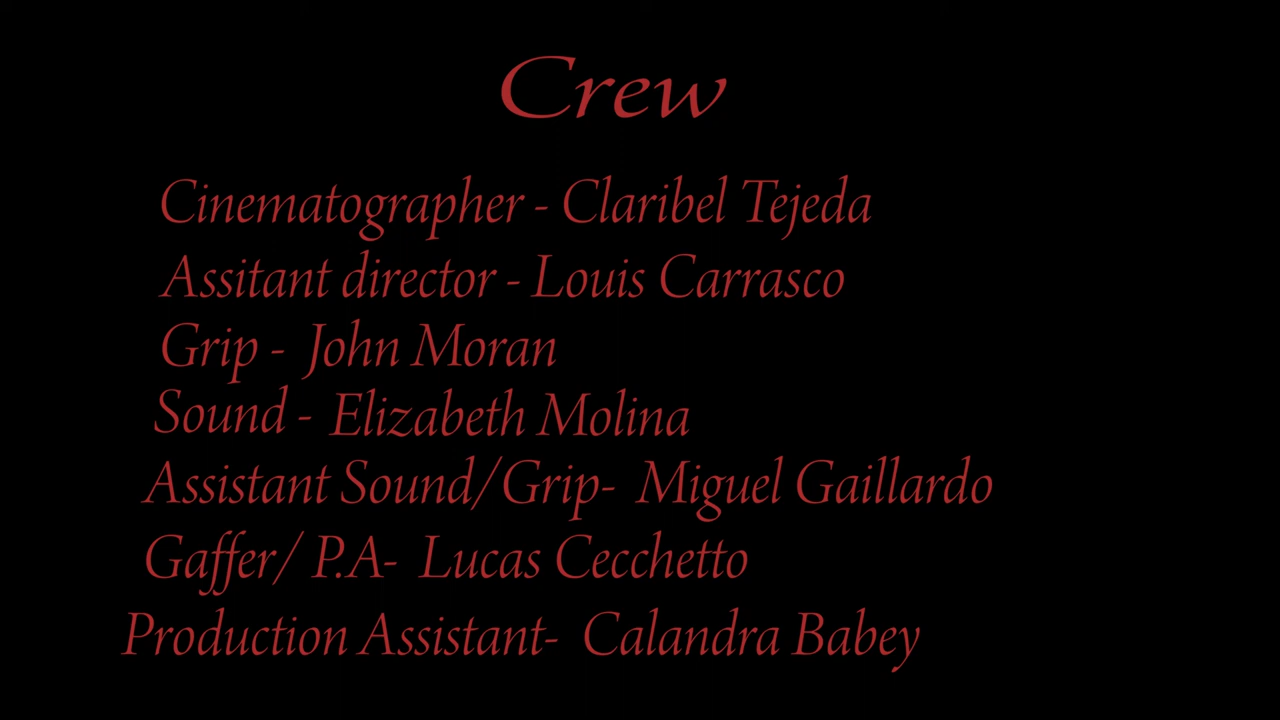 Crew
Cinematographer - Claribel Tejeda
Assitant director - Louis Carrasco
Grip - John Moran
Sound - Elizabeth Molina
Assistant Sound/Grip- Miguel Gaillardo
Gaffer/ P.A- Lucas Cecchetto
Production Assistant- Calandra Babey